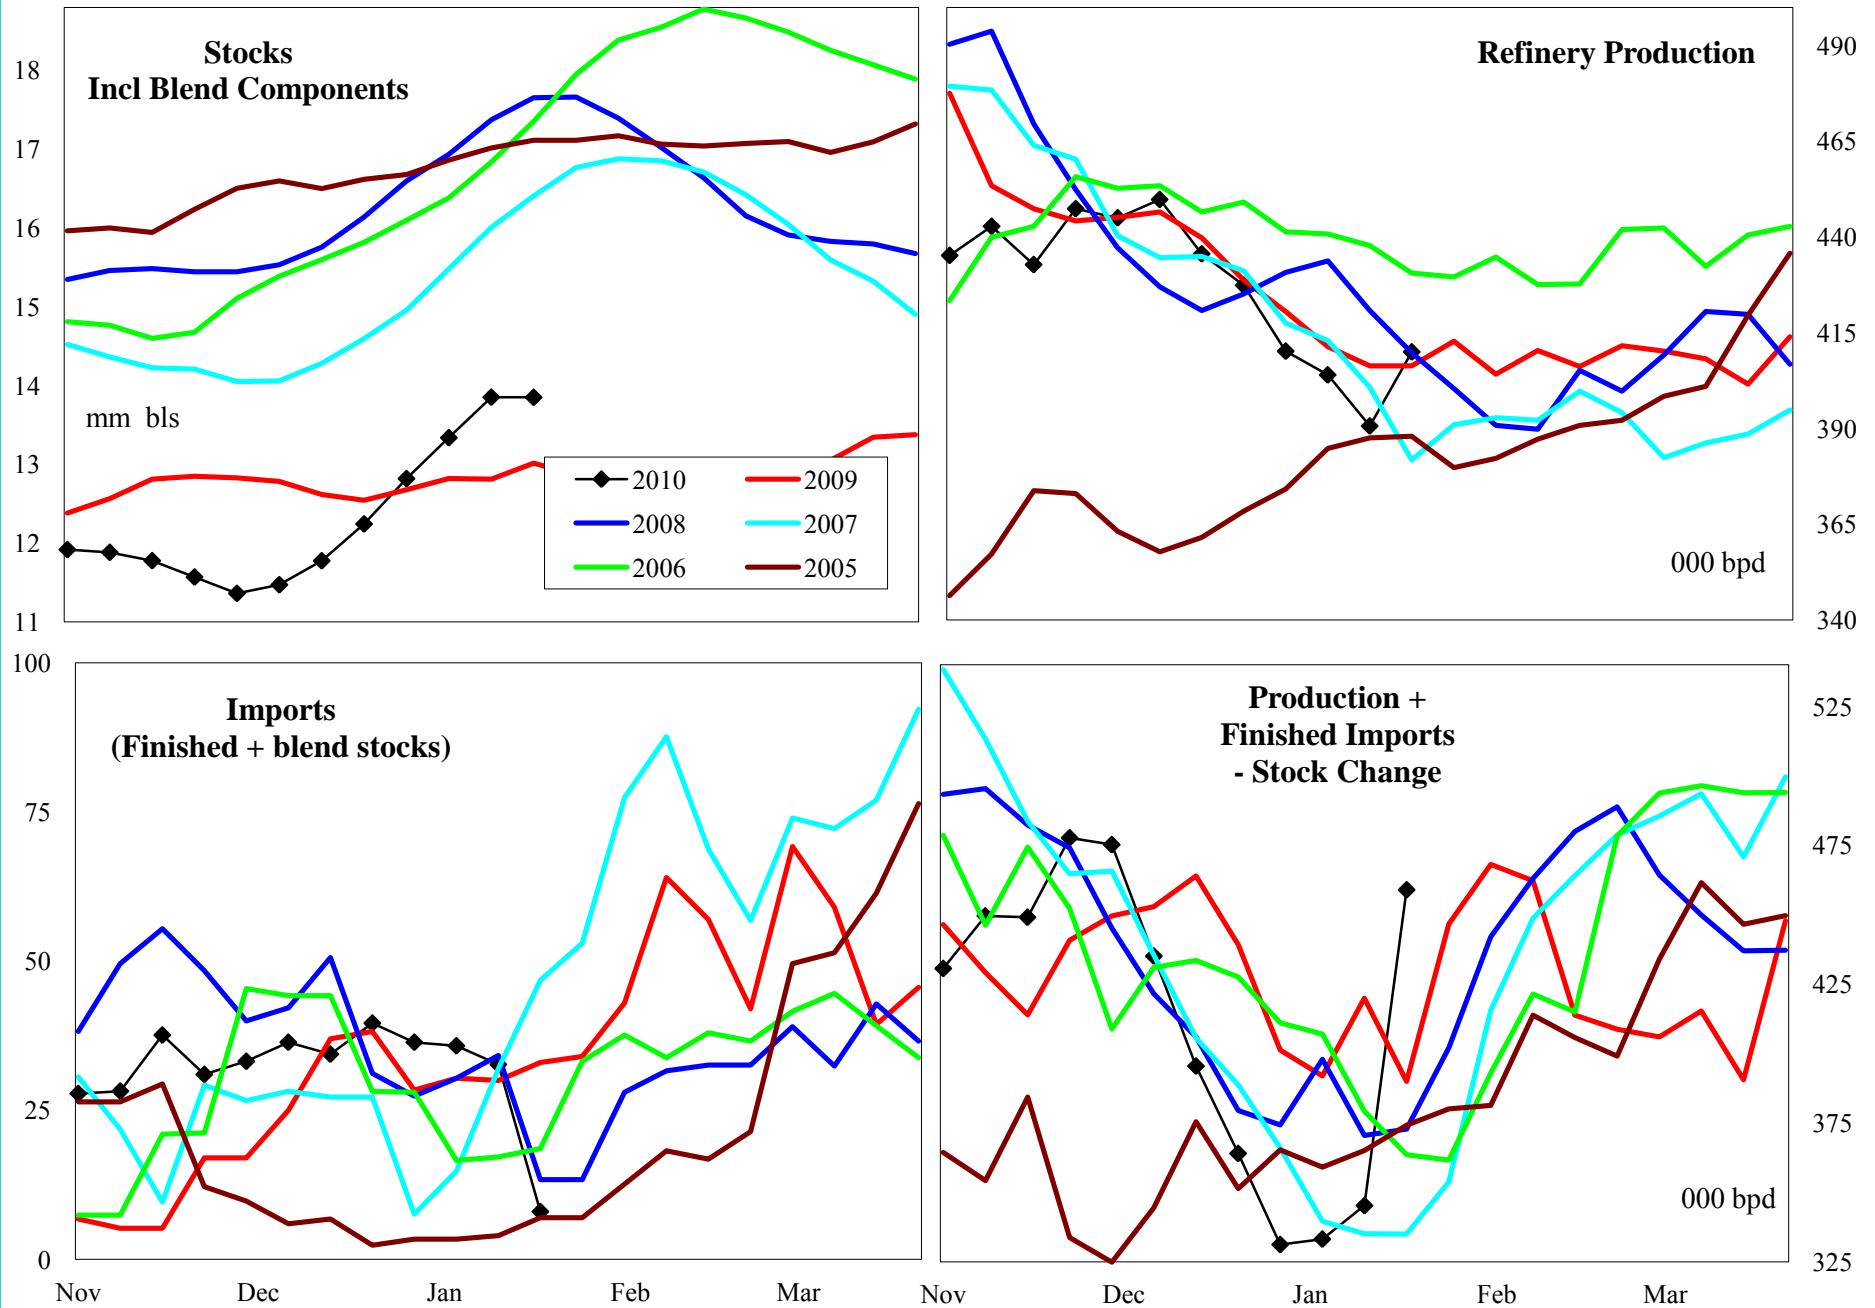 Stocks
Incl Blend Components
18
17
16
15
14
13
12
11
mm bls
2010
2009
2008
2007
2006
2005
Refinery Production
490
465
440
415
390
365
340
000 bpd
Imports
(Finished + blend stocks)
100
75
50
25
0
Nov
Dec
Jan
Feb
Mar
Production +
Finished Imports
- Stock Change
525
475
425
375
325
000 bpd
Nov
Dec
Jan
Feb
Mar